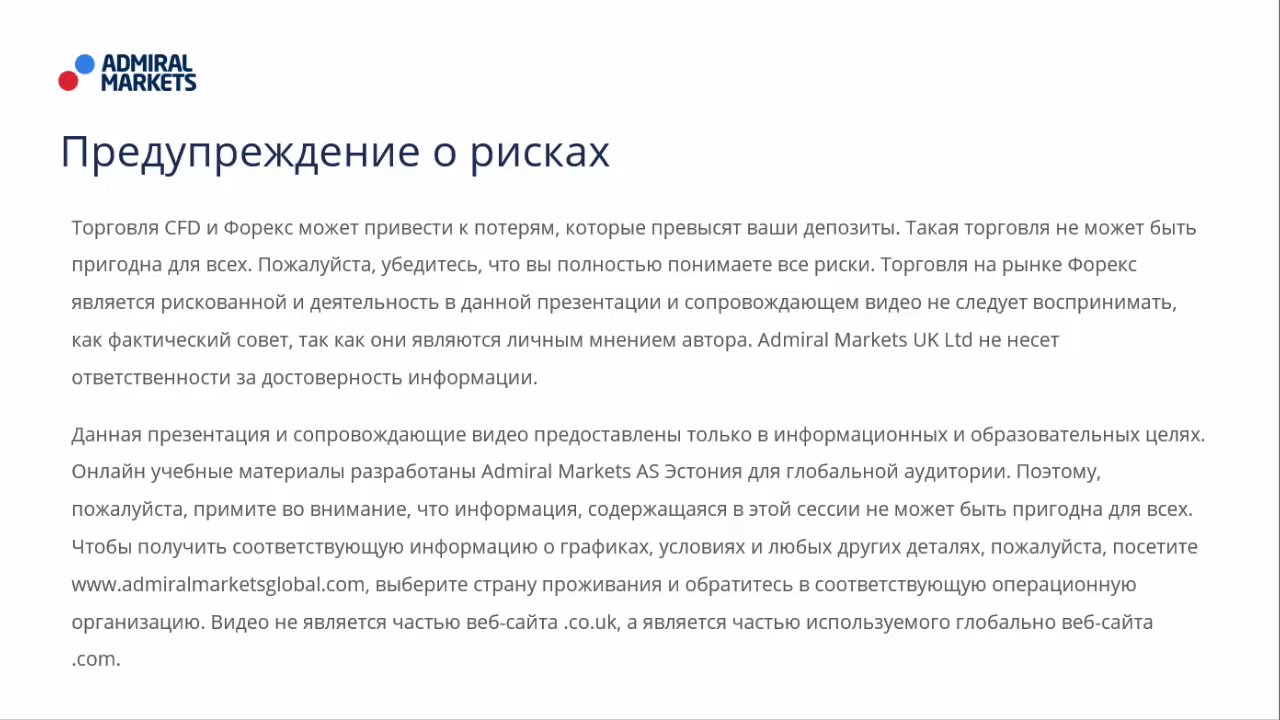 ADMIRAL
MARKETS
Предупреждение о рисках
Торговля CFD и Форекс может привести к потерям, которые превысят ваши депозиты. Такая торговля не может быть
пригодна для всех. Пожалуйста, убедитесь, что вы полностью понимаете все риски. Торговля на рынке Форекс
является рискованной и деятельность в данной презентации и сопровождающем видео не следует воспринимать,
как фактический совет, так как они являются личным мнением автора. Admiral Markets UK Ltd не несет
ответственности за достоверность информации.
Данная презентация и сопровождающие видео предоставлены только в информационных и образовательных целях.
Онлайн учебные материалы разработаны Admiral Markets AS Эстония для глобальной аудитории. Поэтому,
пожалуйста, примите во внимание, что информация, содержащаяся в этой сессии не может быть пригодна для всех.
Чтобы получить соответствующую информацию о графиках, условиях и любых других деталях, пожалуйста, посетите
www.admiralmarketsglobal.com, выберите страну проживания и обратитесь в соответствующую операционную
организацию. Видео не является частью веб-сайта .co.uk, а является частью используемого глобально веб-сайта
.com.